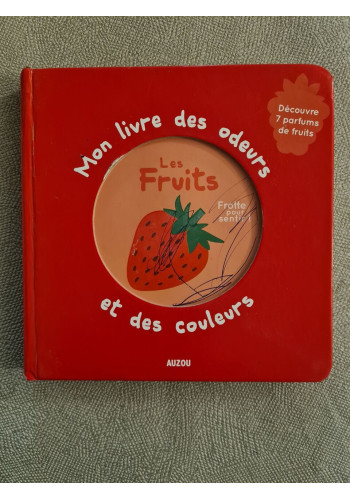 Mon livre des odeurs
Découvre
7 parfums
de fruits
Les
Fruits
Frotte
pour
sentir !
et des couleurs
AUZOU